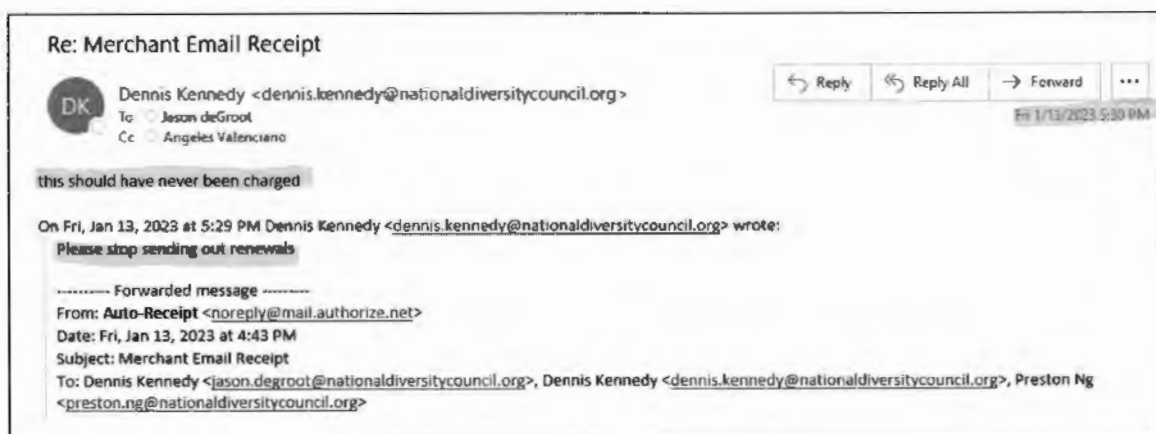 Re: Merchant Email Receipt
DK
Dennis Kennedy <dennis.kennedy@nationaldiversitycouncil.org>
To Jason deGroot
Cc Angeles Valenciano
Reply
Reply All
Forward
...
Fri 1/13/2023 5:30 PM
this should have never been charged
On Fri, Jan 13, 2023 at 5:29 PM Dennis Kennedy <dennis.kennedy@nationaldiversitycouncil.org> wrote:
Please stop sending out renewals
---------- Forwarded message ---------
From: Auto-Receipt <noreply@mail.authorize.net>
Date: Fri, Jan 13, 2023 at 4:43 PM
Subject: Merchant Email Receipt
To: Dennis Kennedy <jason.degroot@nationaldiversitycouncil.org>, Dennis Kennedy <dennis.kennedy@nationaldiversitycouncil.org>, Preston Ng
<preston.ng@nationaldiversitycouncil.org>